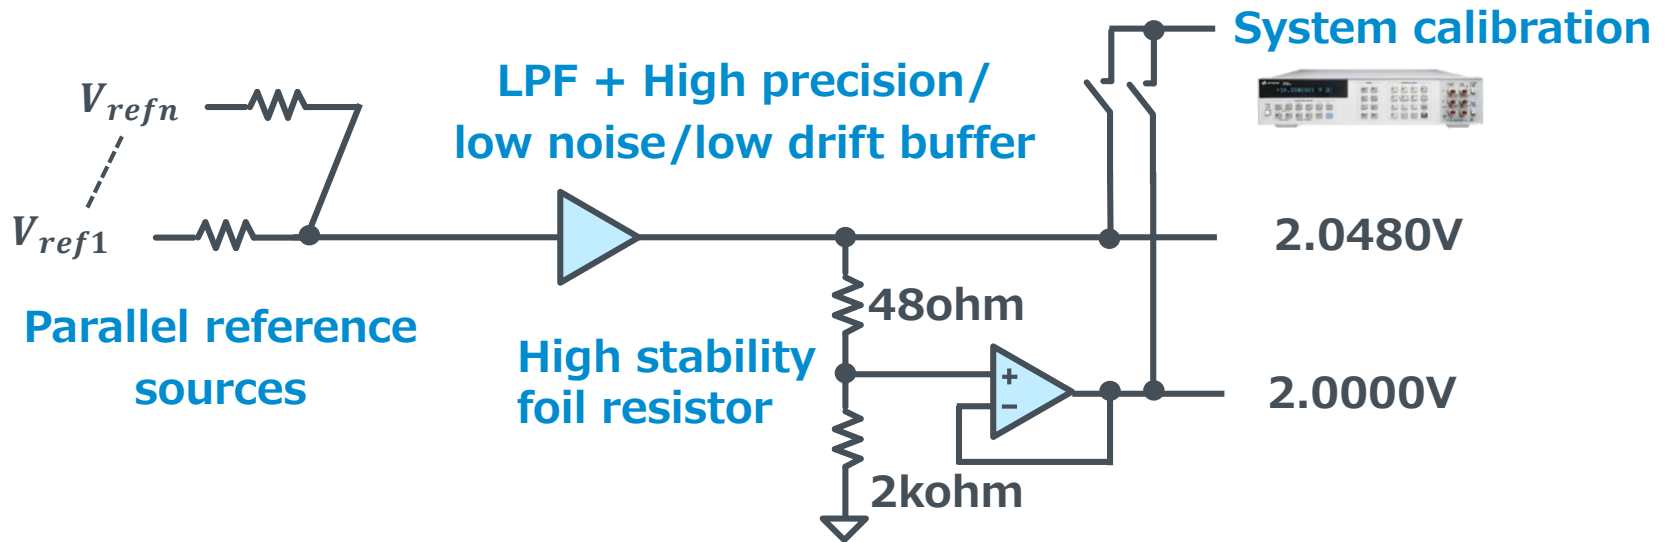 System calibration
LPF + High precision/
low noise/low drift buffer
V_refn
V_ref1
2.0480V
Parallel reference
sources
48ohm
High stability
foil resistor
+
−
2.0000V
2kohm